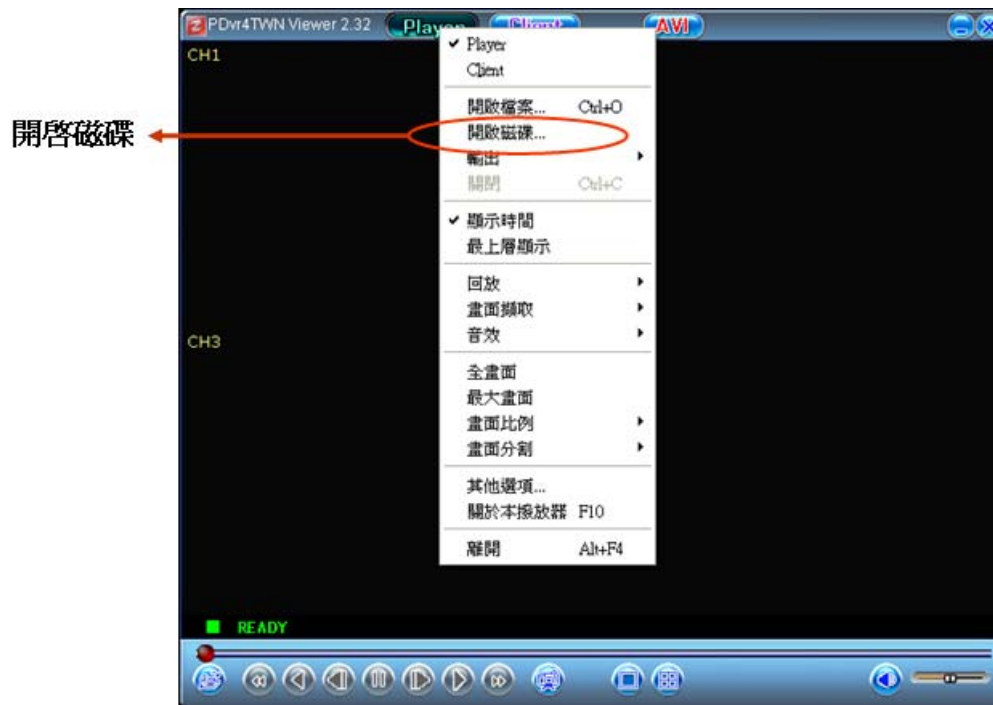 PDvr4TWN Viewer 2.32 Player Client AVI
CH1
✔ Player
Client
開啟檔案... Ctrl+O
開啟磁碟...
開啓磁碟
輸出
關閉 Ctrl+C
✔ 顯示時間
最上層顯示
回放
畫面擷取
音效
CH3
全畫面
最大畫面
畫面比例
畫面分割
其他選項...
關於本撥放器 F10
離開 Alt+F4
READY